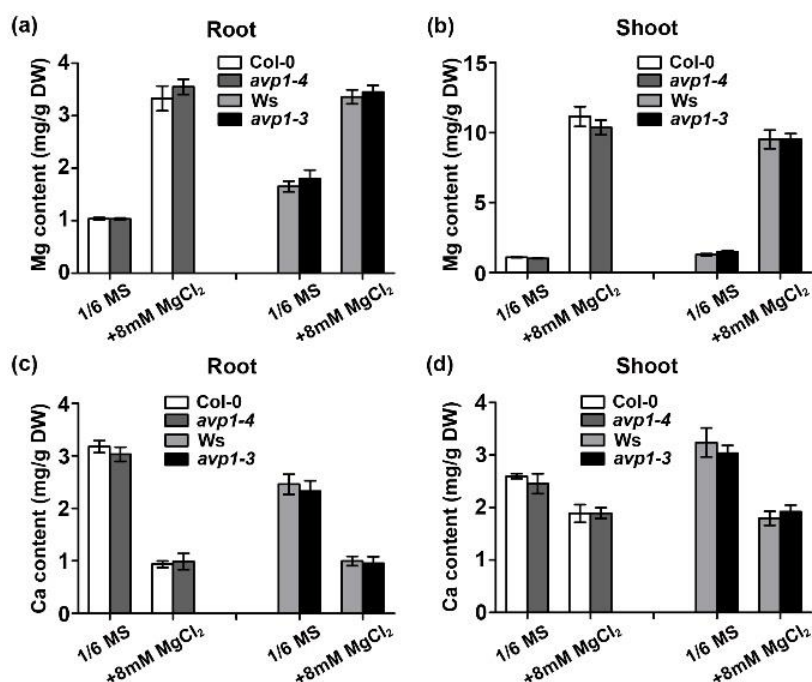 (a)
Root
Mg content (mg/g DW)
4
3
2
1
0
Col-0
avp1-4
Ws
avp1-3
1/6 MS
+8mM MgCl₂
1/6 MS
+8mM MgCl₂
(b)
Shoot
Mg content (mg/g DW)
15
10
5
0
Col-0
avp1-4
Ws
avp1-3
1/6 MS
+8mM MgCl₂
1/6 MS
+8mM MgCl₂
(c)
Root
Ca content (mg/g DW)
4
3
2
1
0
Col-0
avp1-4
Ws
avp1-3
1/6 MS
+8mM MgCl₂
1/6 MS
+8mM MgCl₂
(d)
Shoot
Ca content (mg/g DW)
4
3
2
1
0
Col-0
avp1-4
Ws
avp1-3
1/6 MS
+8mM MgCl₂
1/6 MS
+8mM MgCl₂